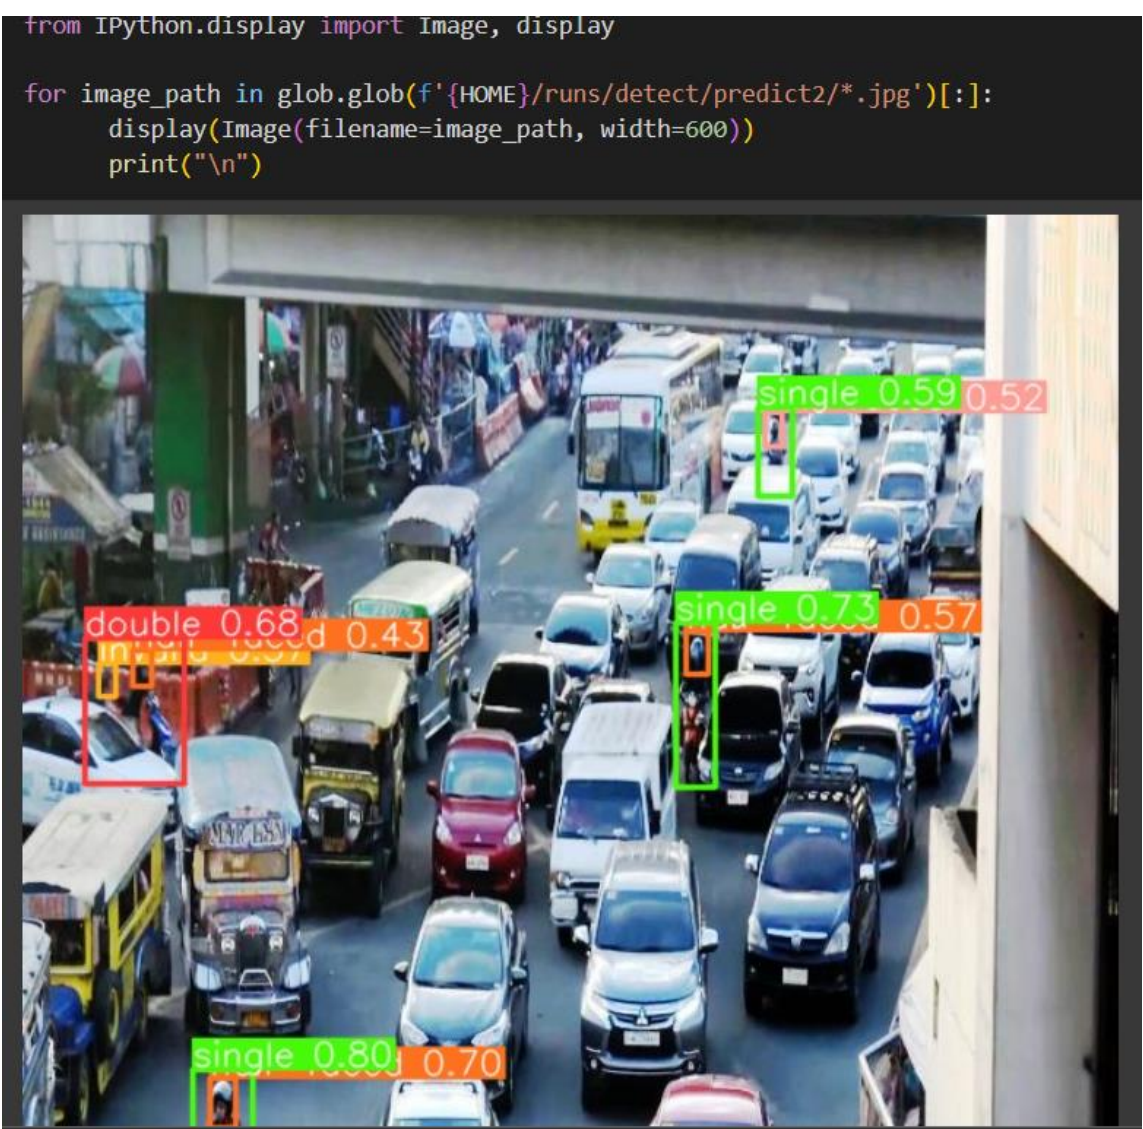 from IPython.display import Image, display
for image_path in glob.glob(f'{HOME}/runs/detect/predict2/*.jpg')[:]:
display(Image(filename=image_path, width=600))
print("\n")
single 0.59 0.52
single 0.73 0.57
double 0.68 0.43
single 0.80 0.70